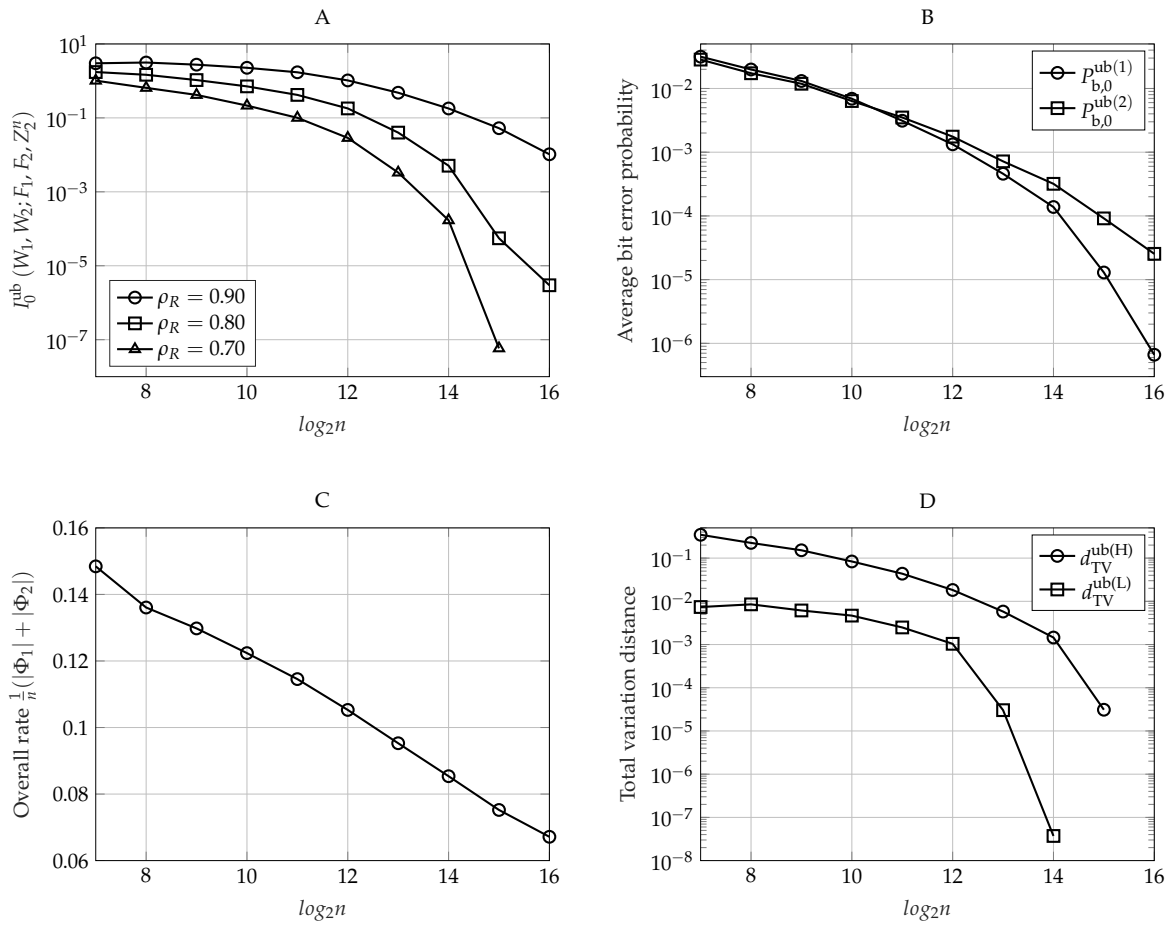 A
I_0^ub (W_1, W_2; F_1, F_2, Z_2^n)
10^1
10^−1
10^−3
10^−5
10^−7
ρ_R = 0.90
ρ_R = 0.80
ρ_R = 0.70
8 10 12 14 16
log_2n
B
Average bit error probability
10^−2
10^−3
10^−4
10^−5
10^−6
P_b,0^ub(1)
P_b,0^ub(2)
8 10 12 14 16
log_2n
C
Overall rate 1/n(|Φ_1| + |Φ_2|)
0.16
0.14
0.12
0.1
0.08
0.06
8 10 12 14 16
log_2n
D
Total variation distance
10^−1
10^−2
10^−3
10^−4
10^−5
10^−6
10^−7
10^−8
d_TV^ub(H)
d_TV^ub(L)
8 10 12 14 16
log_2n